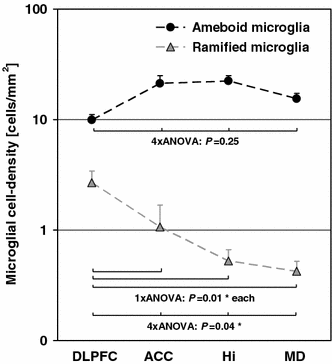 Microglial cell-density [cells/mm²]
100
Ameboid microglia
Ramified microglia
10
4xANOVA: P=0.25
1
1xANOVA: P=0.01 * each
4xANOVA: P=0.04 *
0
DLPFC ACC Hi MD